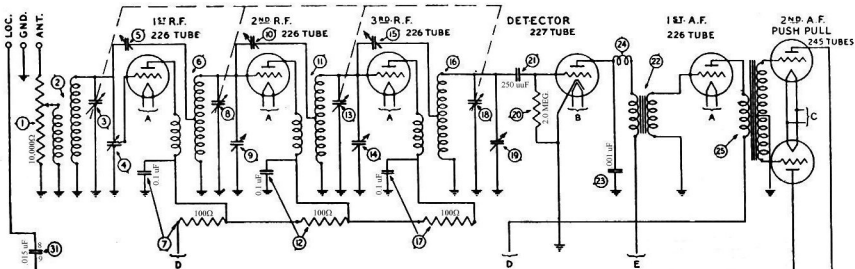 LOC.
GND.
ANT.
1ST R.F.
226 TUBE
2ND R.F.
226 TUBE
3RD R.F.
226 TUBE
DETECTOR
227 TUBE
1ST A.F.
226 TUBE
2ND A.F.
PUSH PULL
245 TUBES
5
10
15
2
6
11
16
21
24
22
250 uuF
1
10,000Ω
3
8
13
18
20
2.0 MEG.
A
A
A
B
A
C
4
9
14
19
25
0.1 uF
0.1 uF
0.1 uF
.001 uF
23
7
100Ω
12
100Ω
17
100Ω
31
.015 uF
D
D
E